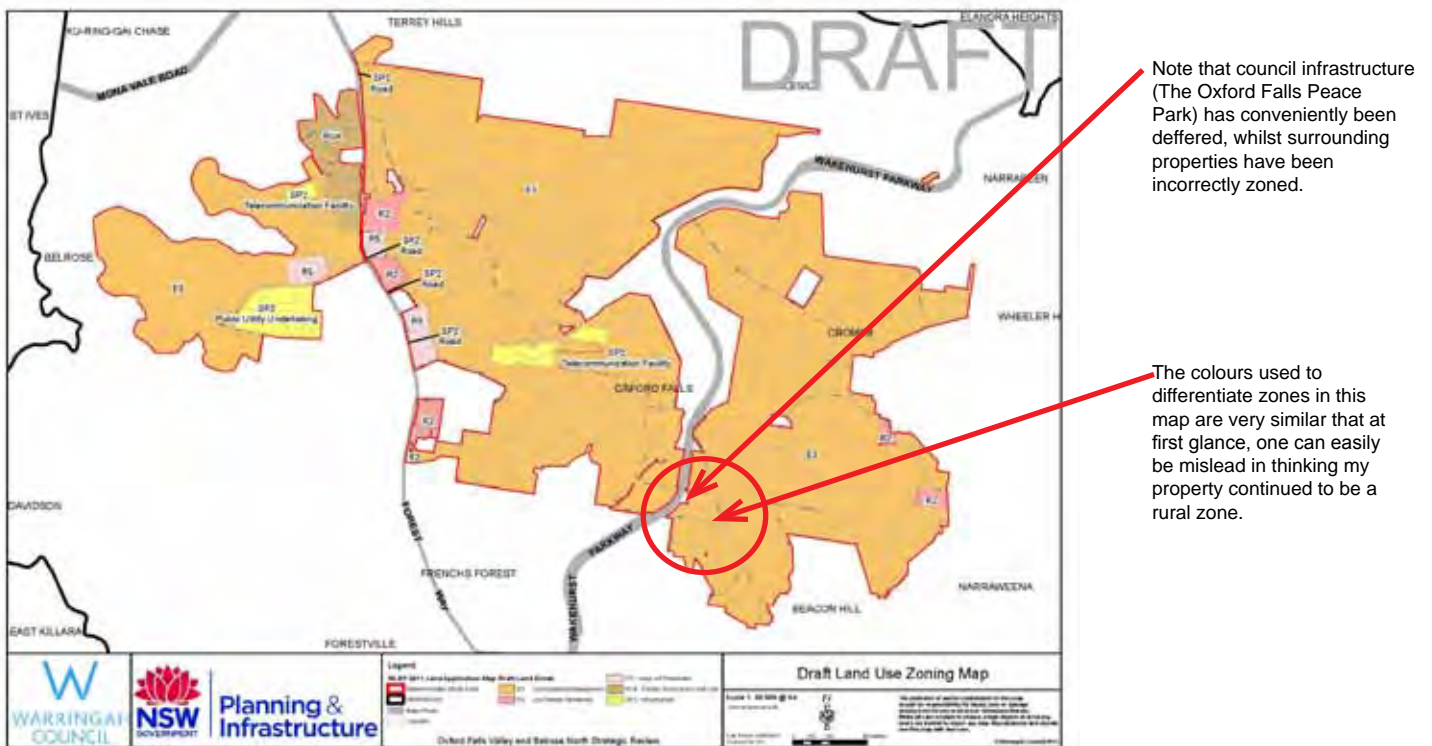 TERREY HILLS
ELANORA HEIGHTS
KU-RING-GAI CHASE
DRAFT
MONA VALE ROAD
SP2
Road
ST IVES
WAKEHURST PARKWAY
NARRABEEN
SP2
Telecommunication Facility
E3
R2
R5
SP2
Road
BELROSE
R5
R2
SP2
Road
E3
SP2
Public Utility Undertaking
R5
SP2
Road
WHEELER H
CROMER
SP2
Telecommunication Facility
OXFORD FALLS
R2
R2
E3
E3
R2
DAVIDSON
FOREST
Way
PARKWAY
WAKEHURST
FRENCHS FOREST
NARRAWEENA
BEACON HILL
EAST KILLARA
FORESTVILLE
Note that council infrastructure
(The Oxford Falls Peace
Park) has conveniently been
deffered, whilst surrounding
properties have been
incorrectly zoned.
The colours used to
differentiate zones in this
map are very similar that at
first glance, one can easily
be mislead in thinking my
property continued to be a
rural zone.
W
WARRINGAH
COUNCIL
NSW
GOVERNMENT
Planning &
Infrastructure
Legend
Oxford Falls Valley and Belrose North Strategic Review
Draft Land Use Zoning Map